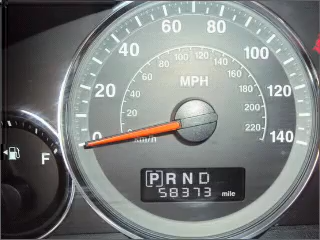 60 80
40 100
20 120
0 140
100 120
80 140
60 160
40 180
20 200
220
MPH
km/h
F
P R N D
58373 mile